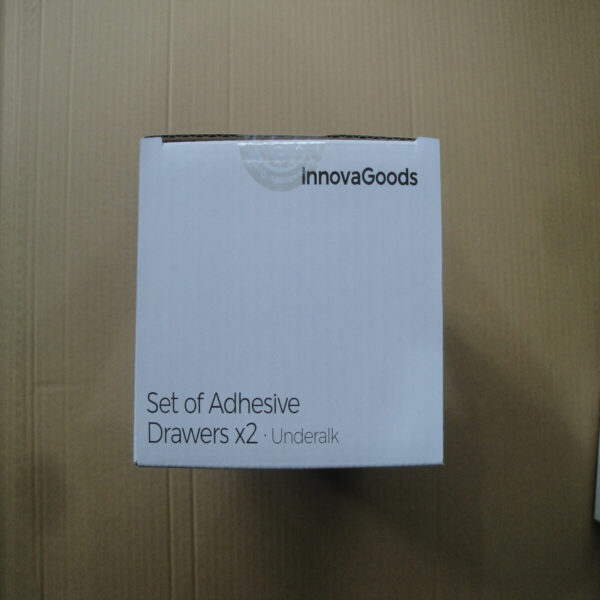 InnovaGoods
Set of Adhesive
Drawers x2 · Underalk